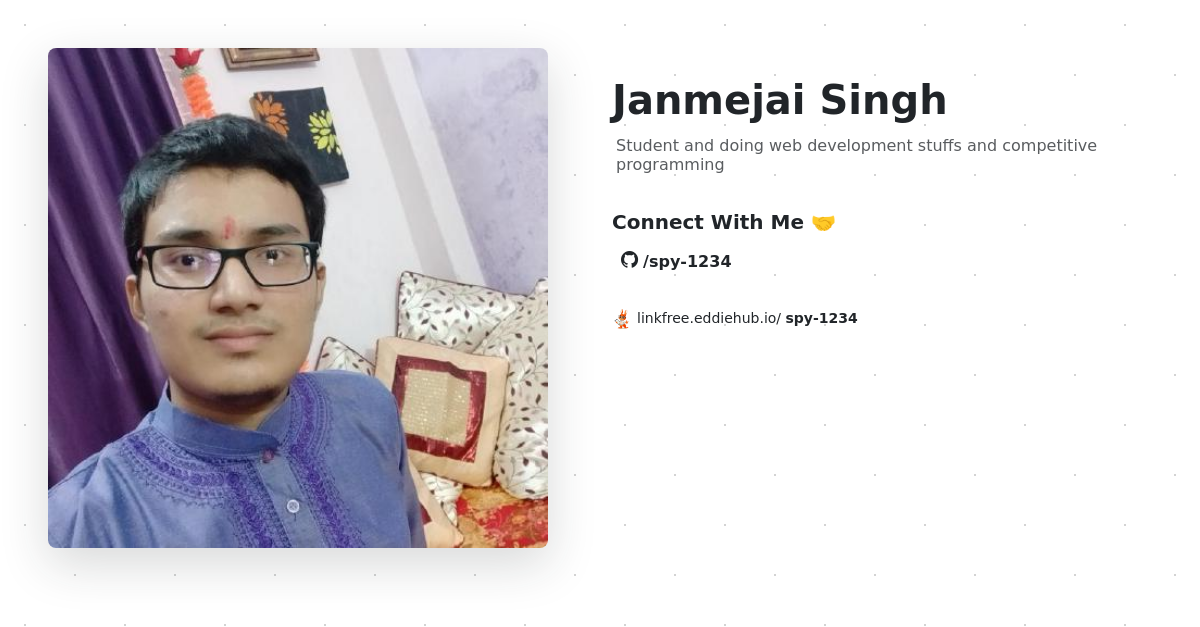 Janmejai Singh
Student and doing web development stuffs and competitive
programming
Connect With Me 🤝
/spy-1234
linkfree.eddiehub.io/ spy-1234